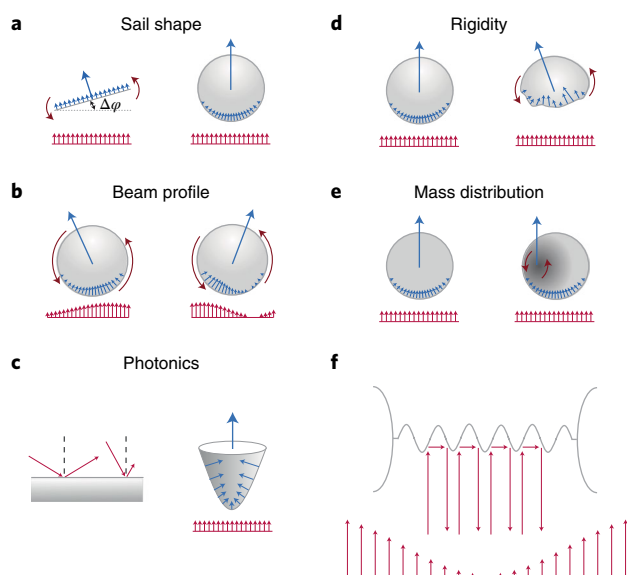 a Sail shape
Δφ
b Beam profile
c Photonics
d Rigidity
e Mass distribution
f